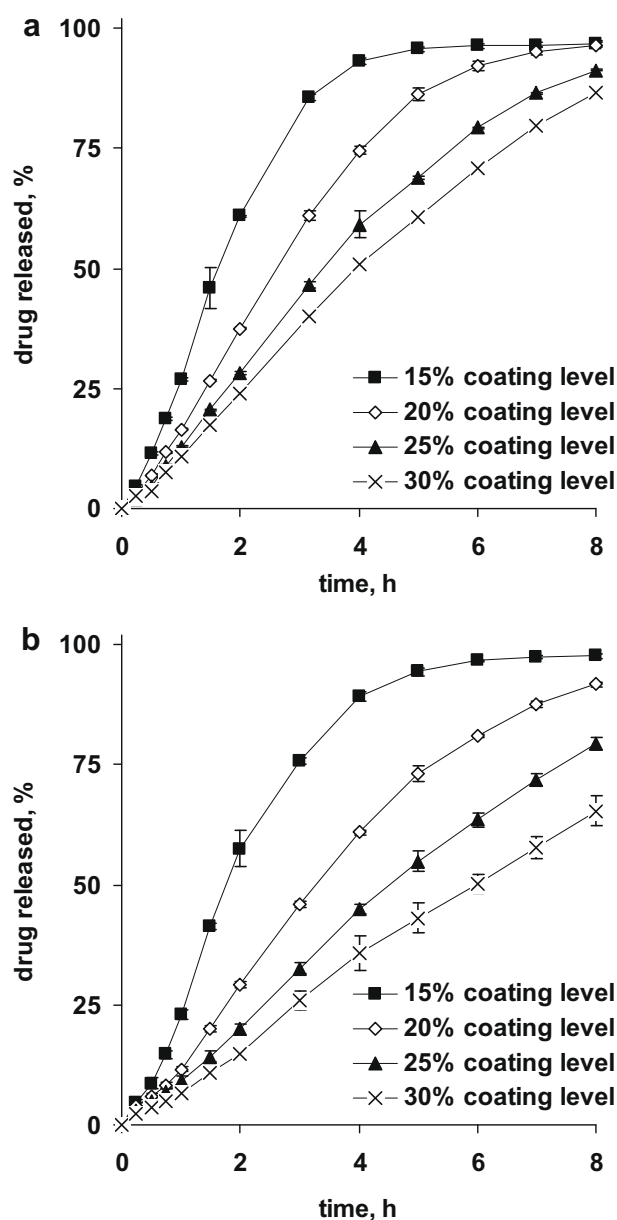 a
100
75
50
25
0
drug released, %
15% coating level
20% coating level
25% coating level
30% coating level
0 2 4 6 8
time, h
b
100
75
50
25
0
drug released, %
15% coating level
20% coating level
25% coating level
30% coating level
0 2 4 6 8
time, h